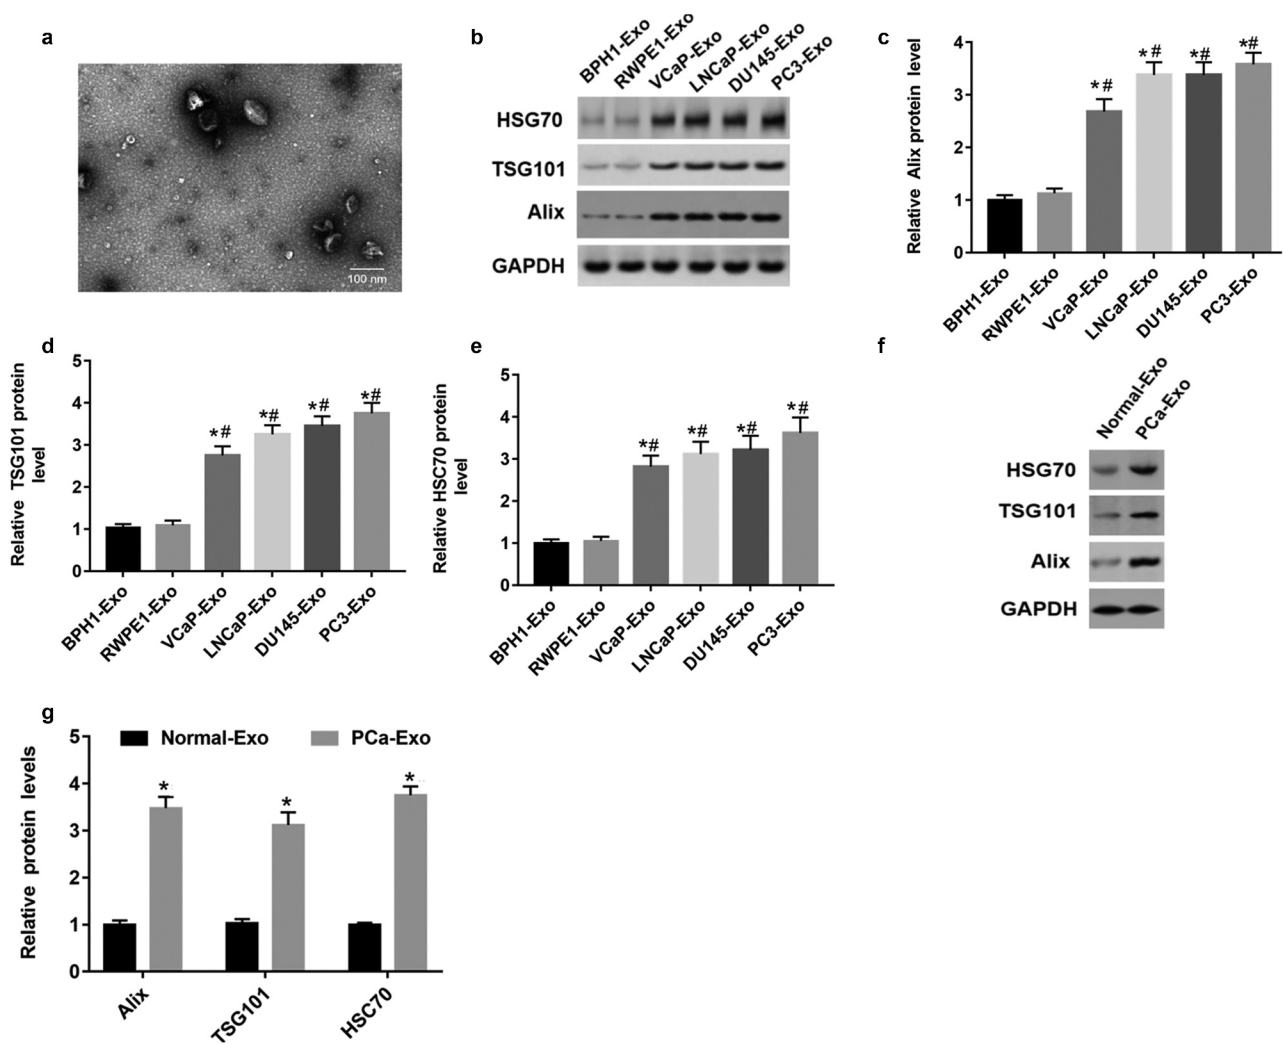 a
100 nm
b
BPH1-Exo
RWPE1-Exo
VCaP-Exo
LNCaP-Exo
DU145-Exo
PC3-Exo
HSG70
TSG101
Alix
GAPDH
c
Relative Alix protein level
4
3
2
1
0
*#
*#
*#
*#
BPH1-Exo
RWPE1-Exo
VCaP-Exo
LNCaP-Exo
DU145-Exo
PC3-Exo
d
Relative TSG101 protein
level
5
4
3
2
1
0
*#
*#
*#
*#
BPH1-Exo
RWPE1-Exo
VCaP-Exo
LNCaP-Exo
DU145-Exo
PC3-Exo
e
Relative HSC70 protein
level
5
4
3
2
1
0
*#
*#
*#
*#
BPH1-Exo
RWPE1-Exo
VCaP-Exo
LNCaP-Exo
DU145-Exo
PC3-Exo
f
Normal-Exo
PCa-Exo
HSG70
TSG101
Alix
GAPDH
g
Relative protein levels
5
4
3
2
1
0
Normal-Exo
PCa-Exo
*
*
*
Alix
TSG101
HSC70